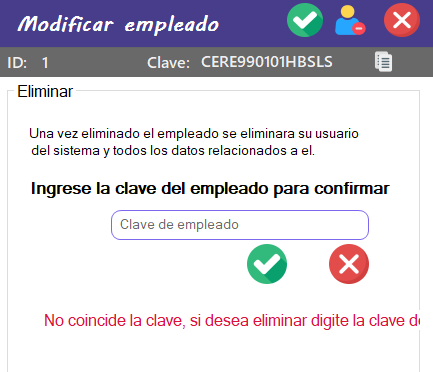 Modificar empleado
ID: 1 Clave: CERE990101HBSLS
Eliminar
Una vez eliminado el empleado se eliminara su usuario
del sistema y todos los datos relacionados a el.
Ingrese la clave del empleado para confirmar
Clave de empleado
No coincide la clave, si desea eliminar digite la clave de